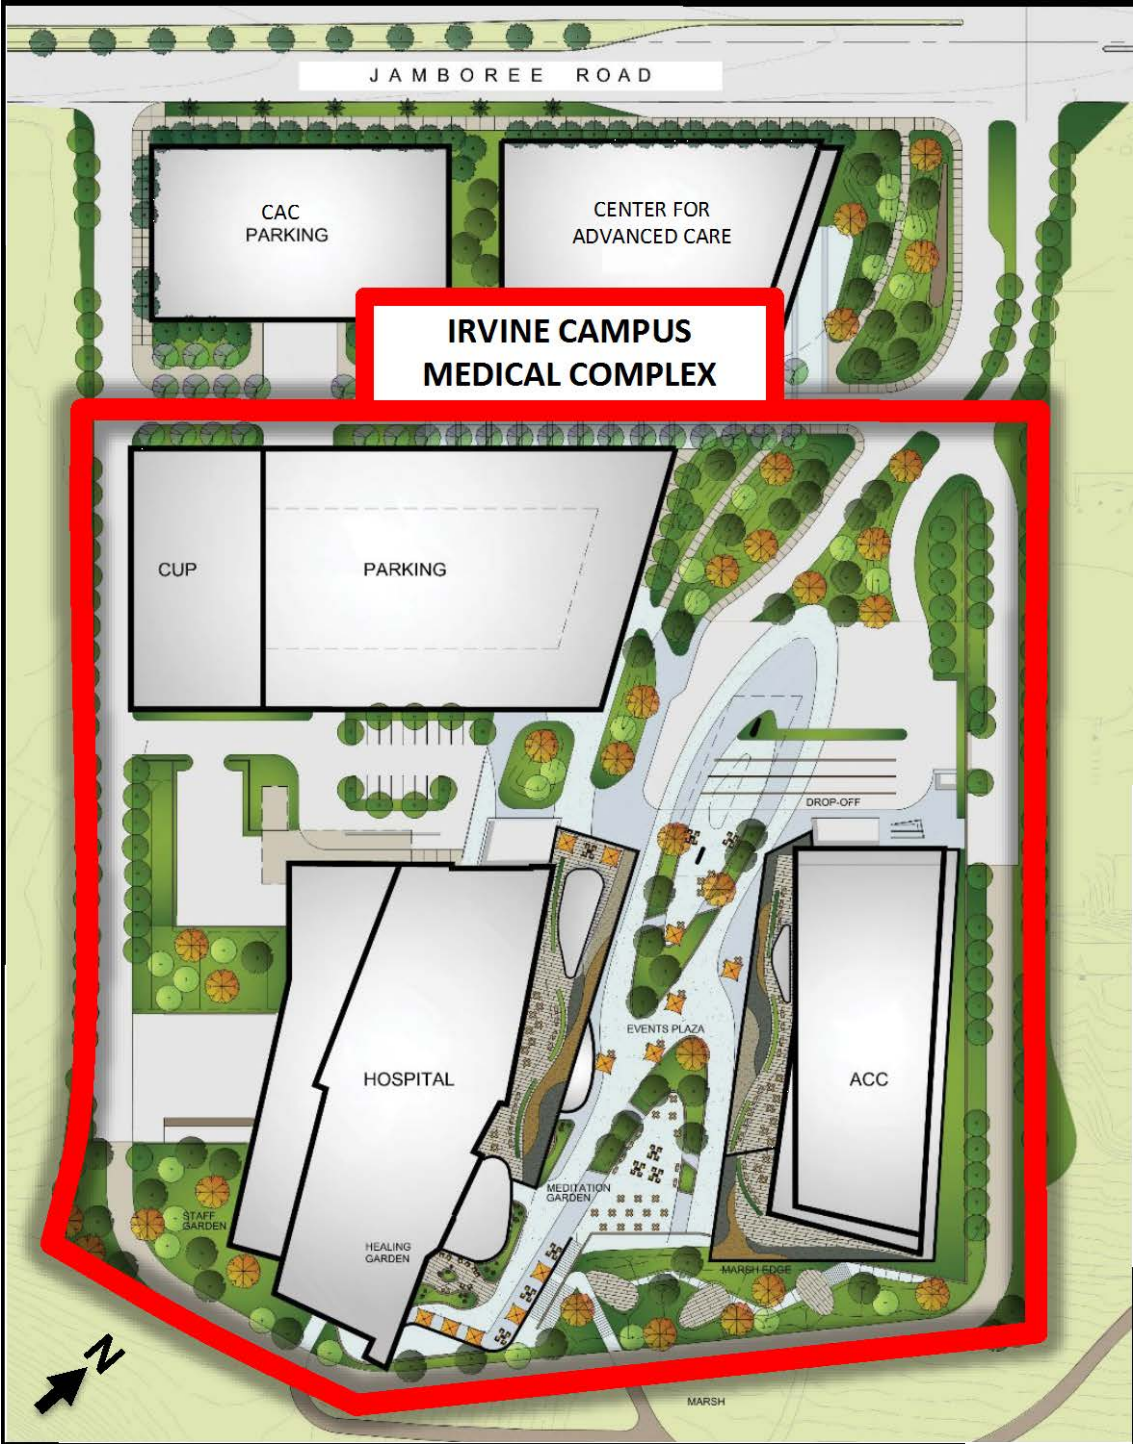 JAMBOREE ROAD
CAC
PARKING
CENTER FOR
ADVANCED CARE
IRVINE CAMPUS
MEDICAL COMPLEX
CUP
PARKING
DROP-OFF
EVENTS PLAZA
HOSPITAL
ACC
MEDITATION
GARDEN
STAFF
GARDEN
HEALING
GARDEN
MARSH EDGE
N
MARSH